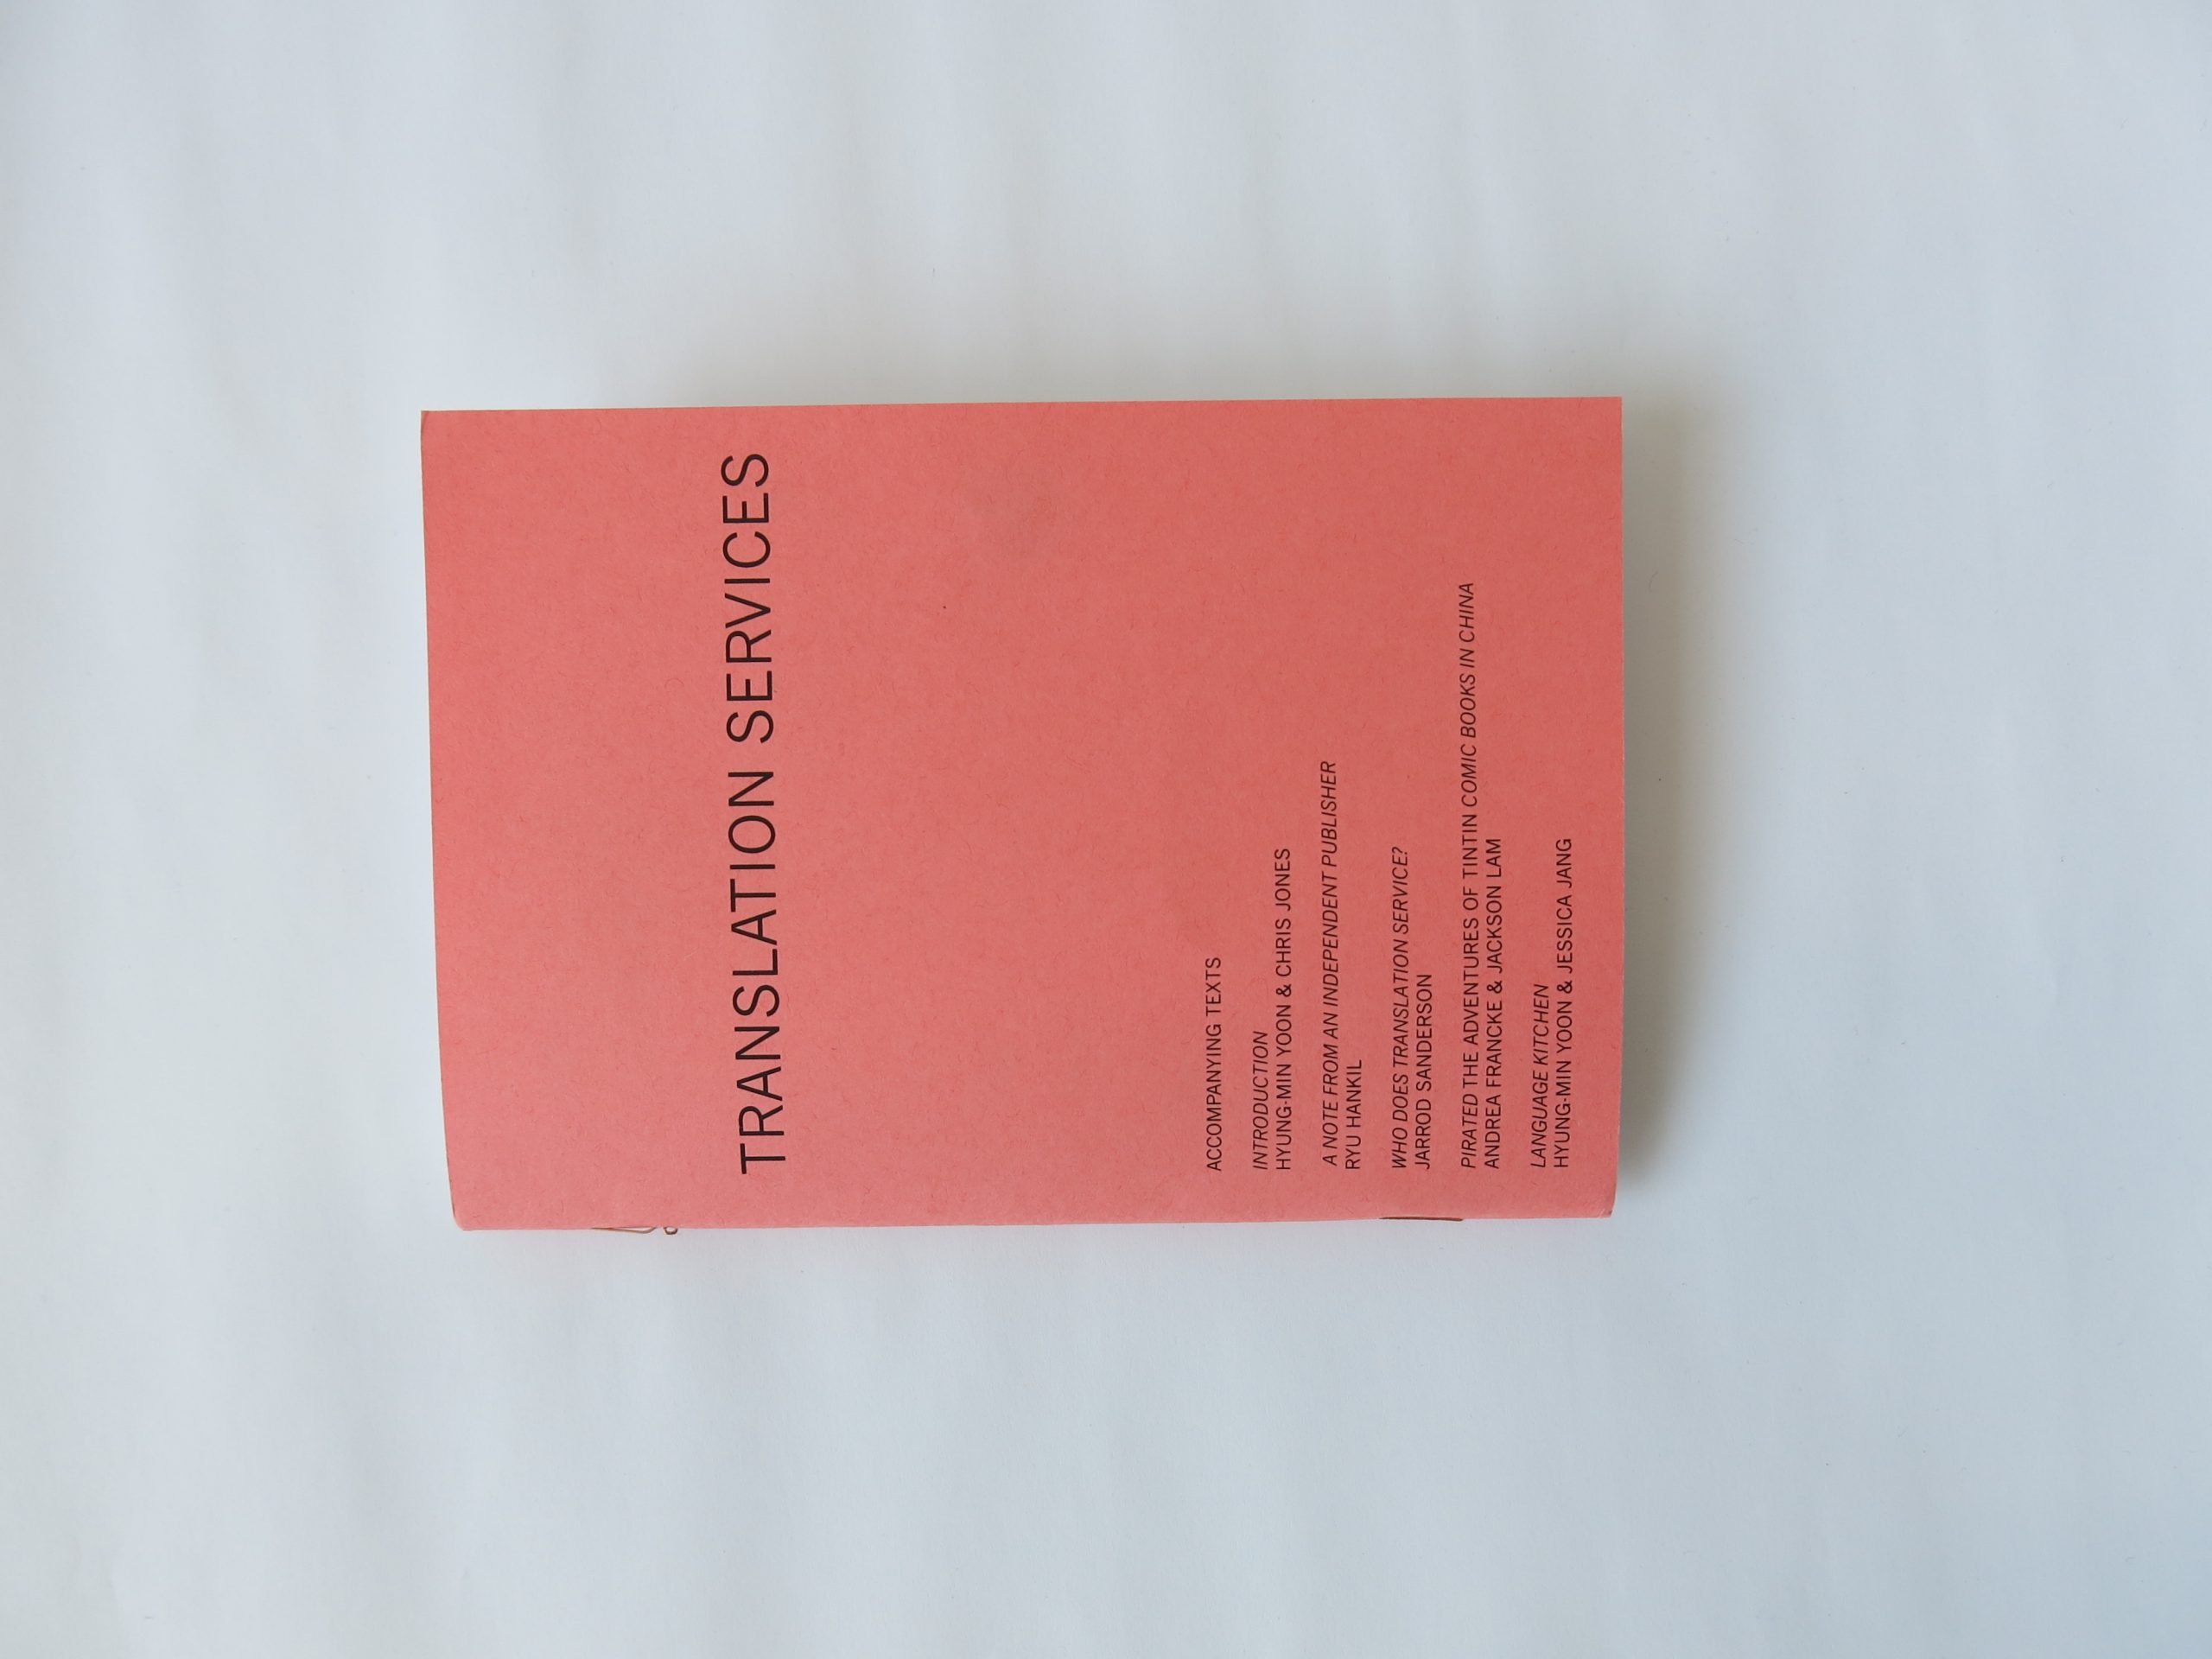 TRANSLATION SERVICES
ACCOMPANYING TEXTS
INTRODUCTION
HYUNG-MIN YOON & CHRIS JONES
A NOTE FROM AN INDEPENDENT PUBLISHER
RYU HANKIL
WHO DOES TRANSLATION SERVICE?
JARROD SANDERSON
PIRATED THE ADVENTURES OF TINTIN COMIC BOOKS IN CHINA
ANDREA FRANCKE & JACKSON LAM
LANGUAGE KITCHEN
HYUNG-MIN YOON & JESSICA JANG